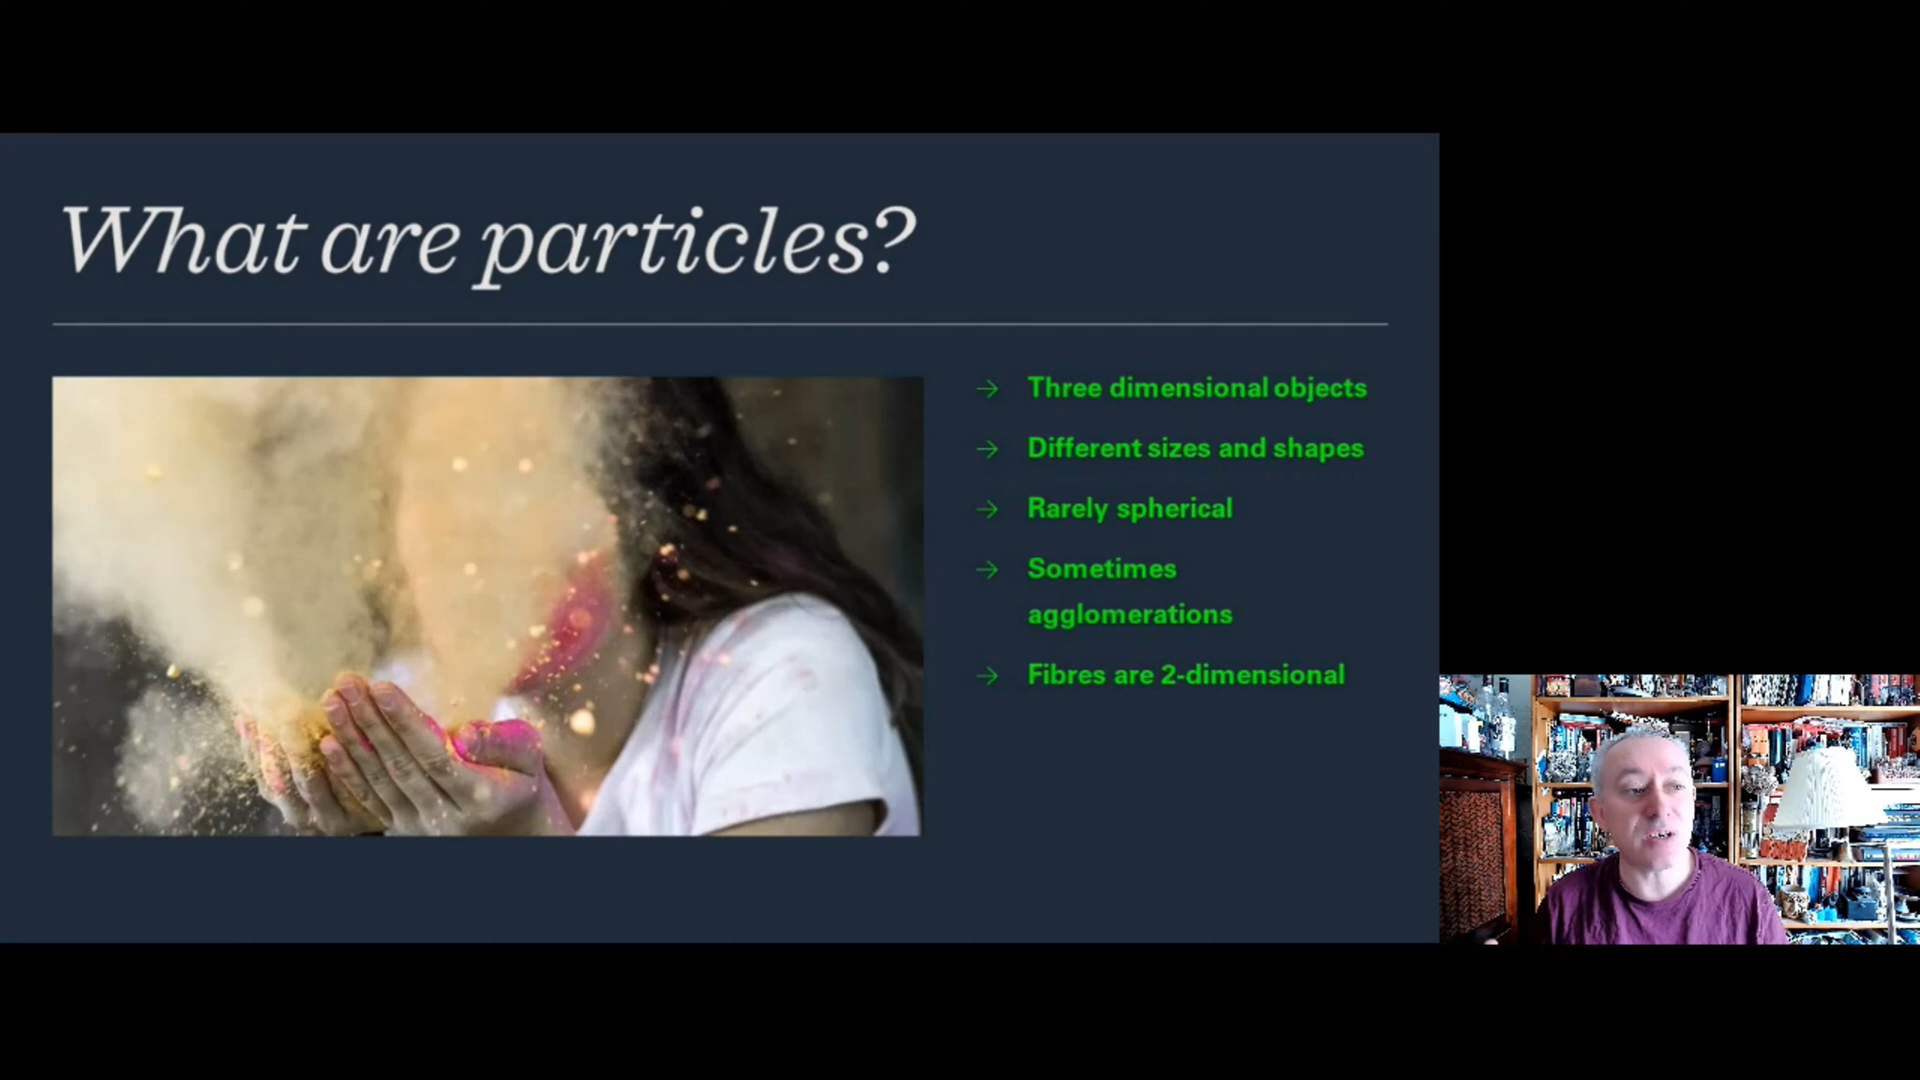 What are particles?
→ Three dimensional objects
→ Different sizes and shapes
→ Rarely spherical
→ Sometimes
agglomerations
→ Fibres are 2-dimensional